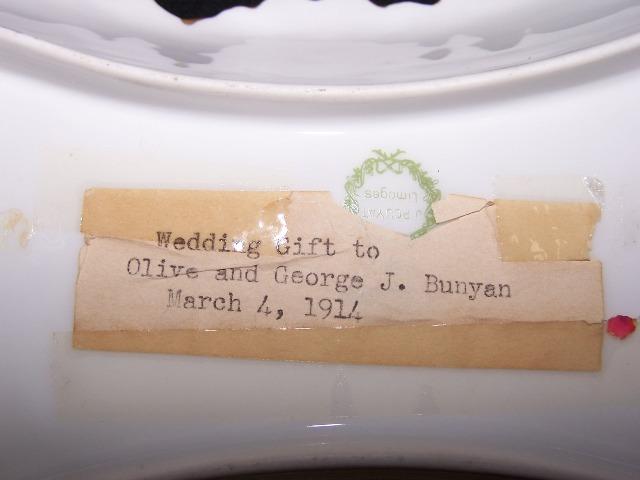 J. POUYAT
Limoges
Wedding Gift to
Olive and George J. Bunyan
March 4, 1914